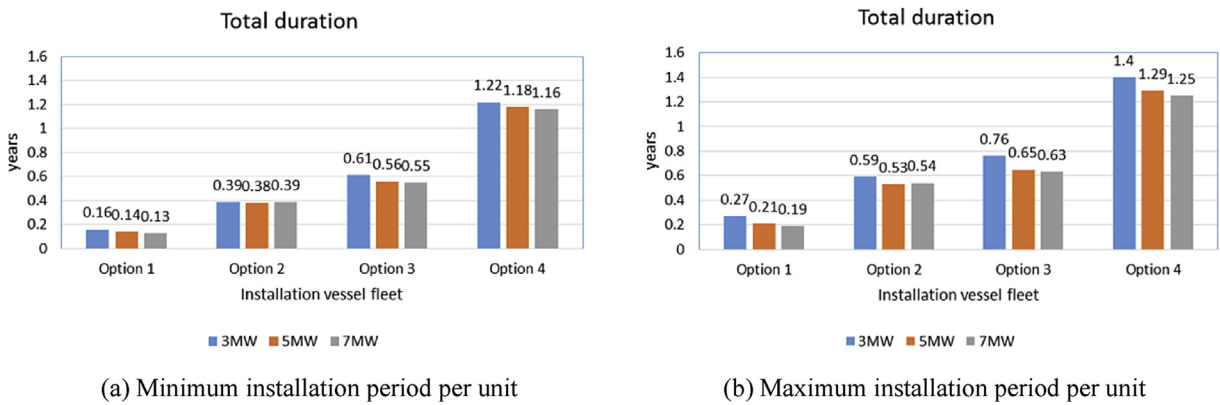 Total duration
1.6
1.4
1.2
1
0.8
0.6
0.4
0.2
0
years
0.16 0.14 0.13
0.39 0.38 0.39
0.61 0.56 0.55
1.22 1.18 1.16
Option 1 Option 2 Option 3 Option 4
Installation vessel fleet
3MW 5MW 7MW
(a) Minimum installation period per unit
Total duration
1.6
1.4
1.2
1
0.8
0.6
0.4
0.2
0
years
0.27 0.21 0.19
0.59 0.53 0.54
0.76 0.65 0.63
1.4 1.29 1.25
Option 1 Option 2 Option 3 Option 4
Installation vessel fleet
3MW 5MW 7MW
(b) Maximum installation period per unit